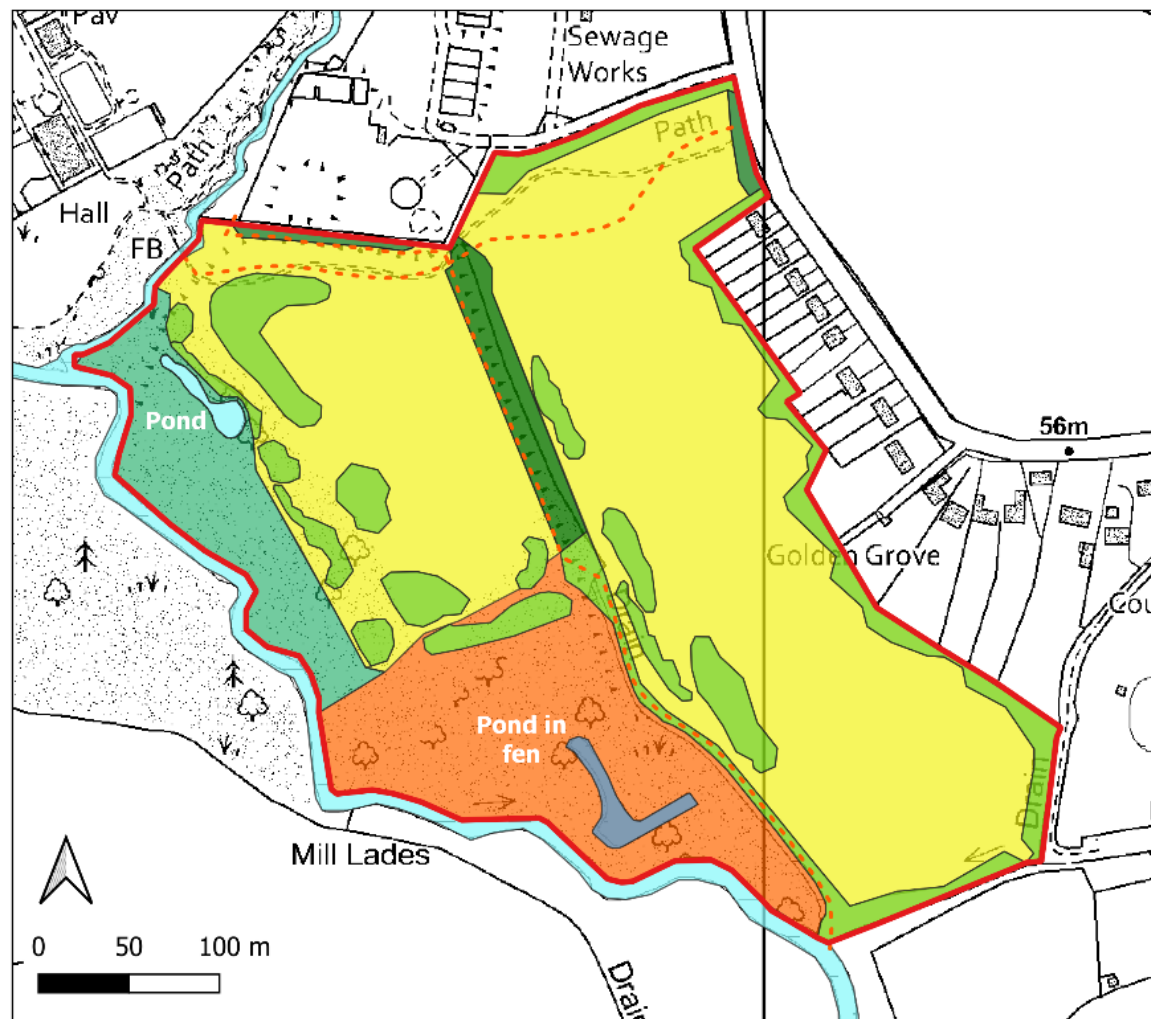 Pav
Sewage
Works
Path
Path
Hall
FB
Pond
56m
Golden Grove
Cou
Drain
Pond in
fen
Drain
Mill Lades
0 50 100 m
Drain